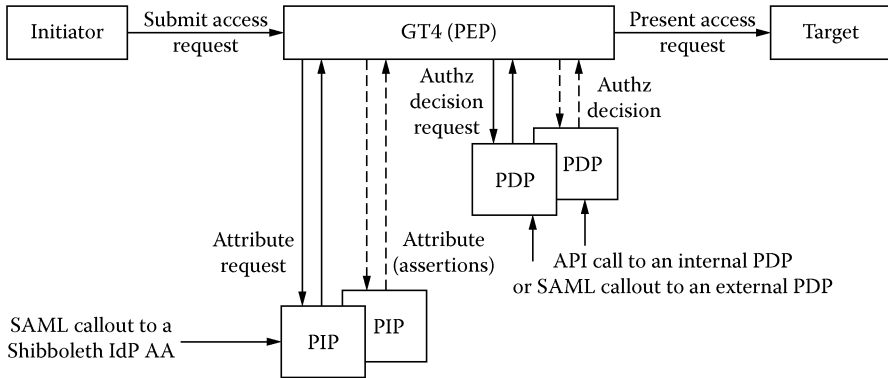 Initiator
Submit access
request
GT4 (PEP)
Present access
request
Target
Authz
decision
request
Authz
decision
PDP
PDP
Attribute
request
Attribute
(assertions)
API call to an internal PDP
or SAML callout to an external PDP
SAML callout to a
Shibboleth IdP AA
PIP
PIP